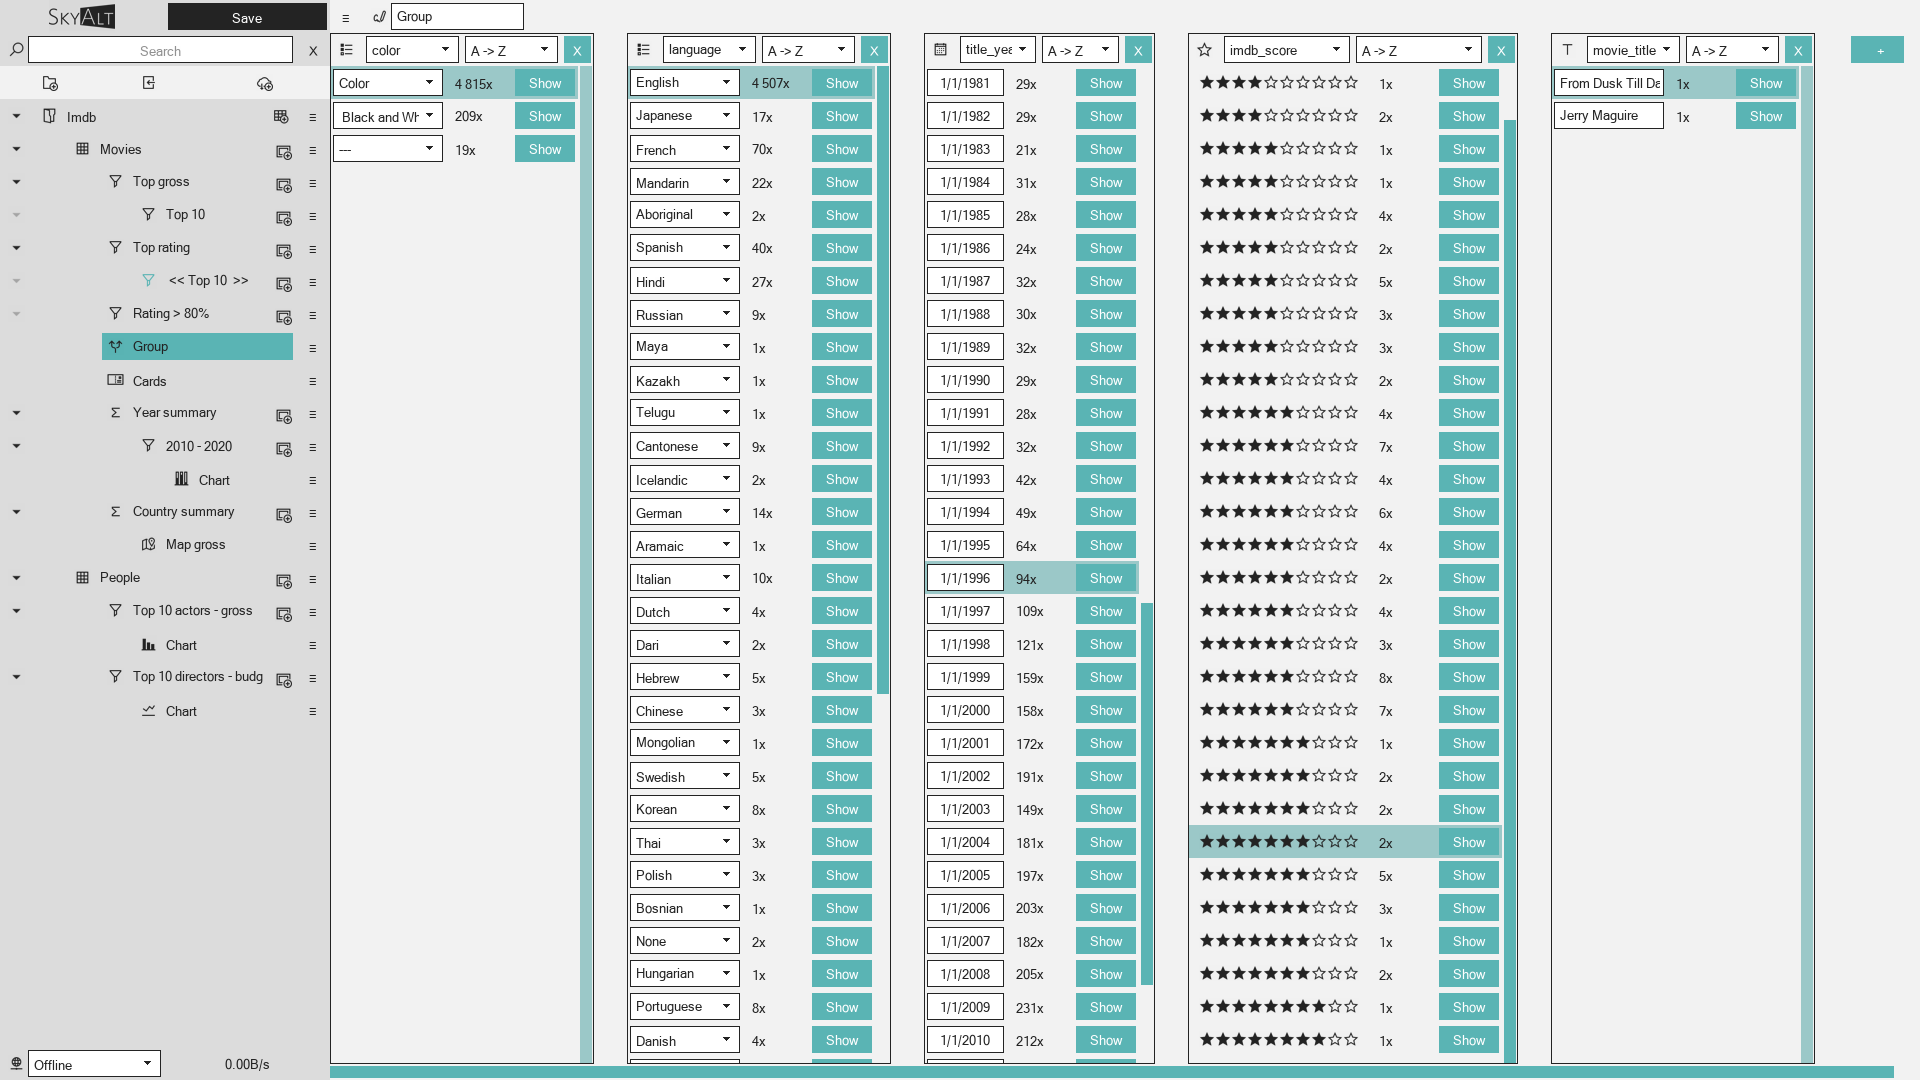 SKYALT
Save
Group
Search
X
color
A -> Z
X
language
A -> Z
X
title_yea
A -> Z
X
imdb_score
A -> Z
X
movie_title
A -> Z
X
+
Imdb
Movies
Top gross
Top 10
Top rating
<< Top 10 >>
Rating > 80%
Group
Cards
Year summary
2010 - 2020
Chart
Country summary
Map gross
People
Top 10 actors - gross
Chart
Top 10 directors - budg
Chart
Offline
0.00B/s
Color 4 815x Show
Black and Wh 209x Show
--- 19x Show
English 4 507x Show
Japanese 17x Show
French 70x Show
Mandarin 22x Show
Aboriginal 2x Show
Spanish 40x Show
Hindi 27x Show
Russian 9x Show
Maya 1x Show
Kazakh 1x Show
Telugu 1x Show
Cantonese 9x Show
Icelandic 2x Show
German 14x Show
Aramaic 1x Show
Italian 10x Show
Dutch 4x Show
Dari 2x Show
Hebrew 5x Show
Chinese 3x Show
Mongolian 1x Show
Swedish 5x Show
Korean 8x Show
Thai 3x Show
Polish 3x Show
Bosnian 1x Show
None 2x Show
Hungarian 1x Show
Portuguese 8x Show
Danish 4x Show
1/1/1981 29x Show
1/1/1982 29x Show
1/1/1983 21x Show
1/1/1984 31x Show
1/1/1985 28x Show
1/1/1986 24x Show
1/1/1987 32x Show
1/1/1988 30x Show
1/1/1989 32x Show
1/1/1990 29x Show
1/1/1991 28x Show
1/1/1992 32x Show
1/1/1993 42x Show
1/1/1994 49x Show
1/1/1995 64x Show
1/1/1996 94x Show
1/1/1997 109x Show
1/1/1998 121x Show
1/1/1999 159x Show
1/1/2000 158x Show
1/1/2001 172x Show
1/1/2002 191x Show
1/1/2003 149x Show
1/1/2004 181x Show
1/1/2005 197x Show
1/1/2006 203x Show
1/1/2007 182x Show
1/1/2008 205x Show
1/1/2009 231x Show
1/1/2010 212x Show
1x Show
2x Show
1x Show
1x Show
4x Show
2x Show
5x Show
3x Show
3x Show
2x Show
4x Show
7x Show
4x Show
6x Show
4x Show
2x Show
4x Show
3x Show
8x Show
7x Show
1x Show
2x Show
2x Show
2x Show
5x Show
3x Show
1x Show
2x Show
1x Show
1x Show
From Dusk Till Da 1x Show
Jerry Maguire 1x Show